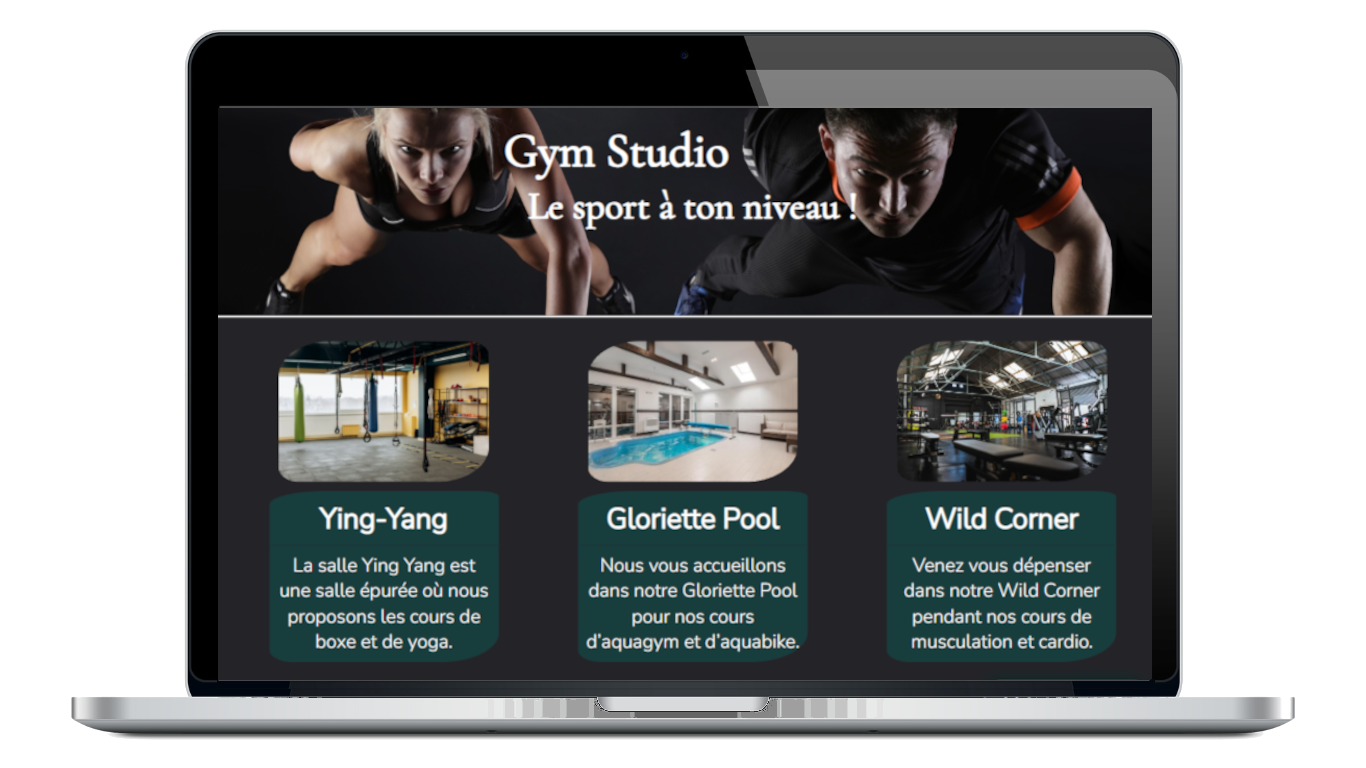 Gym Studio
Le sport à ton niveau !
Ying-Yang
La salle Ying Yang est
une salle épurée où nous
proposons les cours de
boxe et de yoga.
Gloriette Pool
Nous vous accueillons
dans notre Gloriette Pool
pour nos cours
d'aquagym et d'aquabike.
Wild Corner
Venez vous dépenser
dans notre Wild Corner
pendant nos cours de
musculation et cardio.